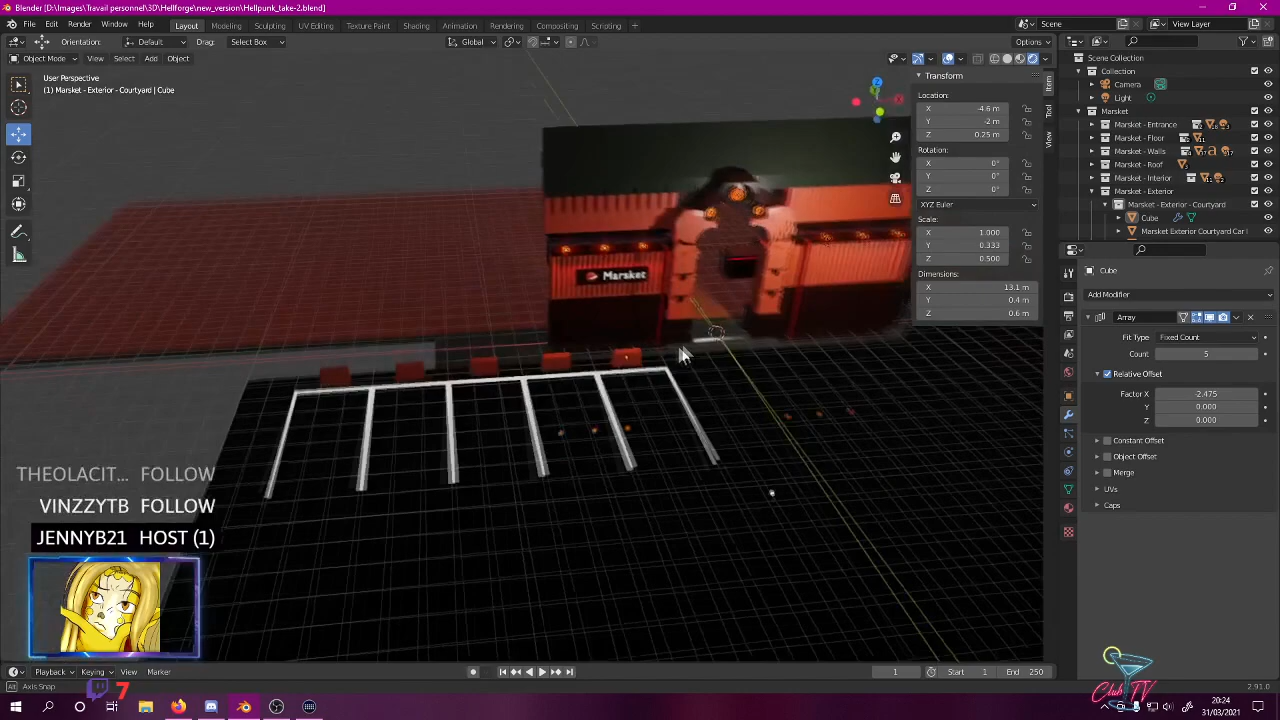 Blender [D:\Images\Travail personnel\3D\Hellforge\new_version\Hellpunk_take-2.blend]
File Edit Render Window Help Layout Modeling Sculpting UV Editing Texture Paint Shading Animation Rendering Compositing Scripting + Scene View Layer
Orientation: Default Drag: Select Box Global Options
Object Mode View Select Add Object
User Perspective
(1) Marsket - Exterior - Courtyard | Cube
Transform
Location:
X -4.6 m
Y -2 m
Z 0.25 m
Rotation:
X 0°
Y 0°
Z 0°
XYZ Euler
Scale:
X 1.000
Y 0.333
Z 0.500
Dimensions:
X 13.1 m
Y 0.4 m
Z 0.6 m
Item
Tool
View
Scene Collection
Collection
Camera
Light
Marsket
Marsket - Entrance
Marsket - Floor
Marsket - Walls
Marsket - Roof
Marsket - Interior
Marsket - Exterior
Marsket - Exterior - Courtyard
Cube
Marsket Exterior Courtyard Car
Cube
Add Modifier
Array
Fit Type Fixed Count
Count 5
Relative Offset
Factor X -2.475
Y 0.000
Z 0.000
Constant Offset
Object Offset
Merge
UVs
Caps
Marsket
THEOLACIT... FOLLOW
VINZZYTB FOLLOW
JENNYB21 HOST (1)
Playback Keying View Marker 1 Start 1 End 250
Axis Snap 2.91.0
7
Club TV
20:24
31/03/2021